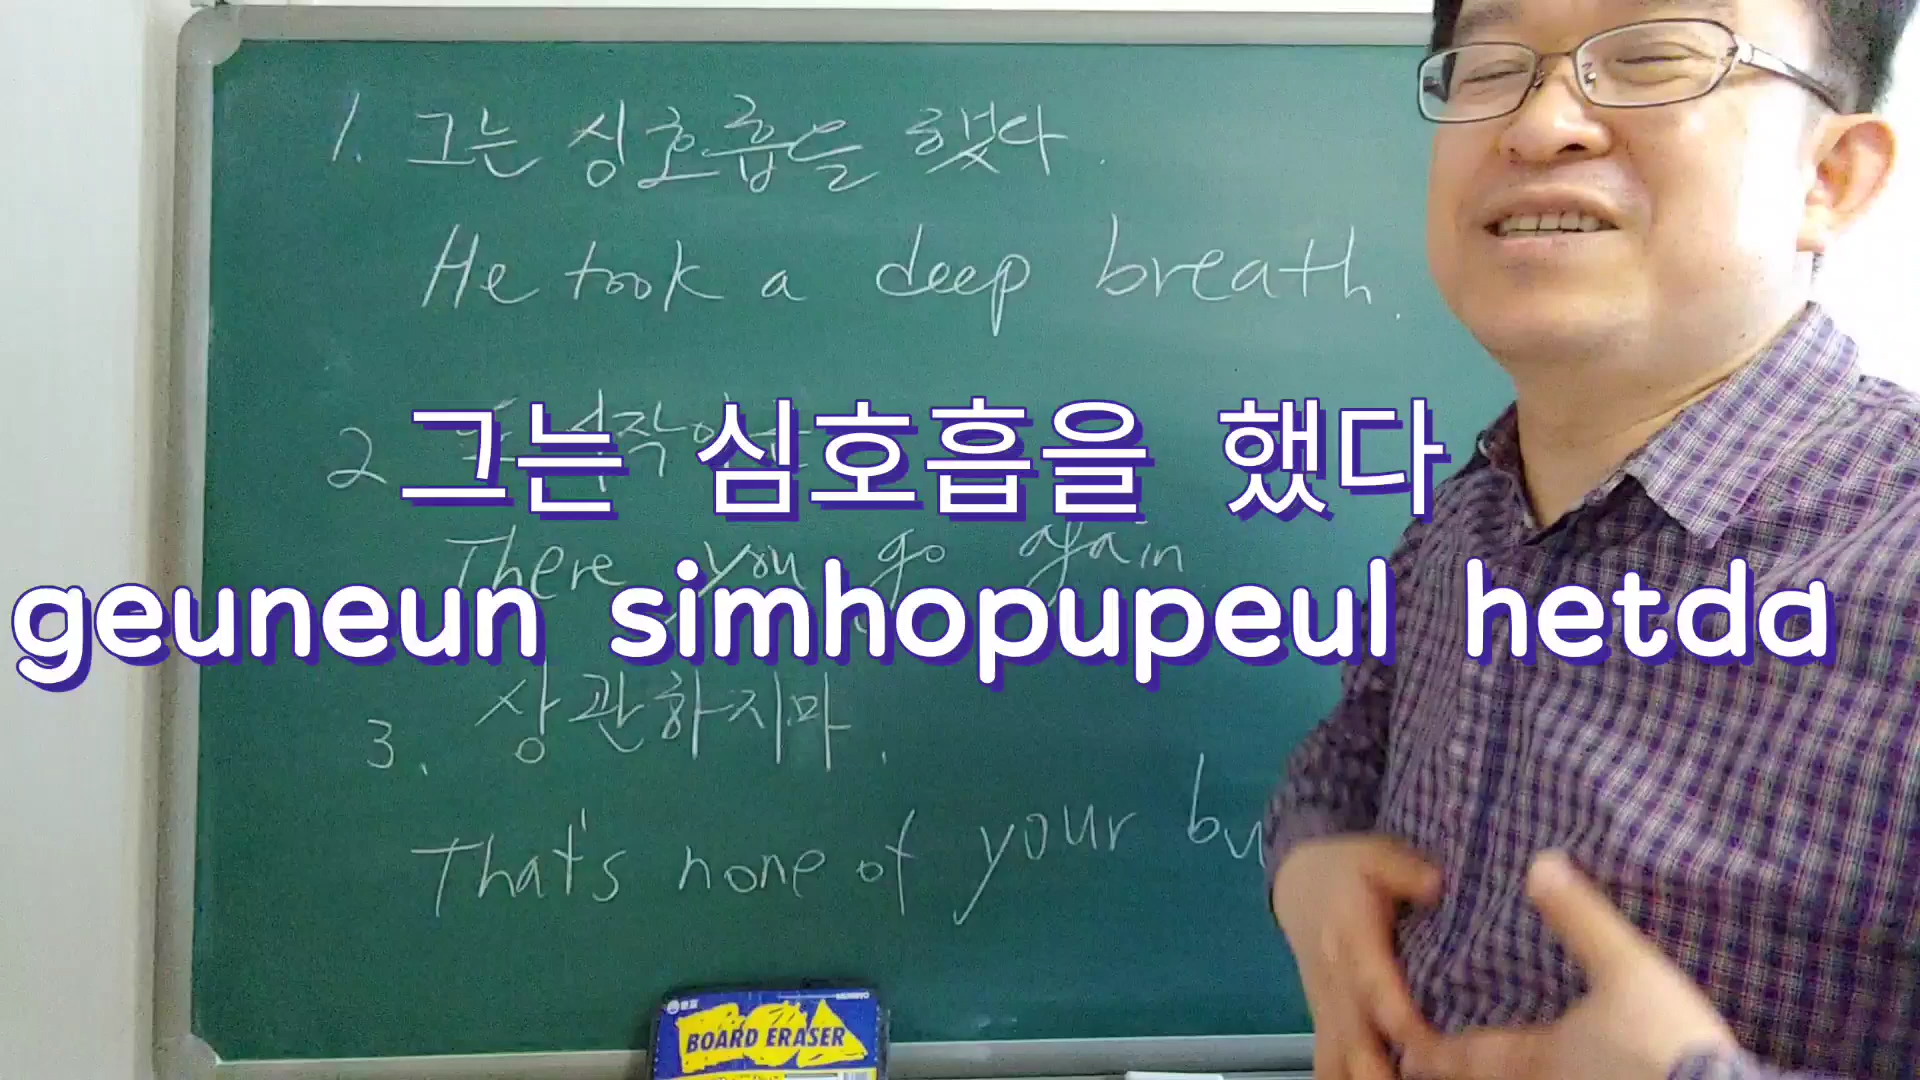 1. 그는 심호흡을 했다.
He took a deep breath.
2
그는 심호흡을 했다
There you go again
geuneun simhopupeul hetda
3. 상관하지마.
That's none of your bu
BOARD ERASER